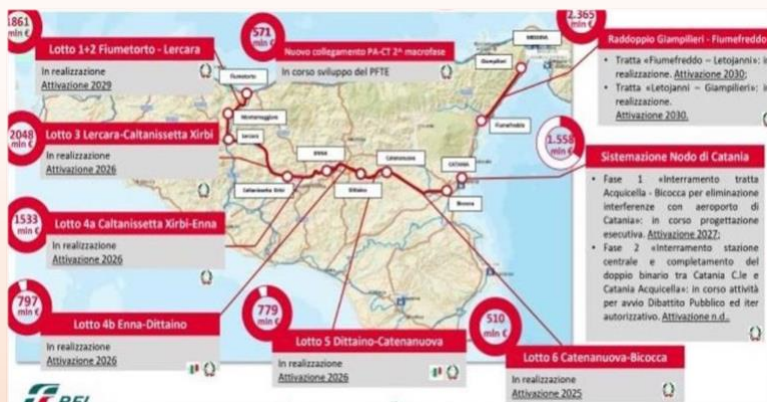 1861
mln €
Lotto 1+2 Fiumetorto - Lercara
In realizzazione
Attivazione 2029
571
mln €
Nuovo collegamento PA-CT 2^ macrofase
In corso sviluppo del PFTE
2.365
mln €
Raddoppio Giampilieri - Fiumefreddo
• Tratta «Fiumefreddo – Letojanni»: in
realizzazione. Attivazione 2030;
• Tratta «Letojanni – Giampilieri»: in
realizzazione.
Attivazione 2030.
MESSINA
Giampilieri
Fiumefreddo
Fiumetorto
Montemaggiore
Lercara
Caltanissetta Xirbi
ENNA
Dittaino
Catenanuova
CATANIA
Bicocca
2048
mln €
Lotto 3 Lercara-Caltanissetta Xirbi
In realizzazione
Attivazione 2026
1.558
mln €
Sistemazione Nodo di Catania
• Fase 1 «Interramento tratta
Acquicella - Bicocca per eliminazione
interferenze con aeroporto di
Catania»: in corso progettazione
esecutiva. Attivazione 2027;
• Fase 2 «Interramento stazione
centrale e completamento del
doppio binario tra Catania C.le e
Catania Acquicella»: in corso attività
per avvio Dibattito Pubblico ed iter
autorizzativo. Attivazione n.d..
1533
mln €
Lotto 4a Caltanissetta Xirbi-Enna
In realizzazione
Attivazione 2026
797
mln €
Lotto 4b Enna-Dittaino
In realizzazione
Attivazione 2026
779
mln €
Lotto 5 Dittaino-Catenanuova
In realizzazione
Attivazione 2026
510
mln €
Lotto 6 Catenanuova-Bicocca
In realizzazione
Attivazione 2025
RFI